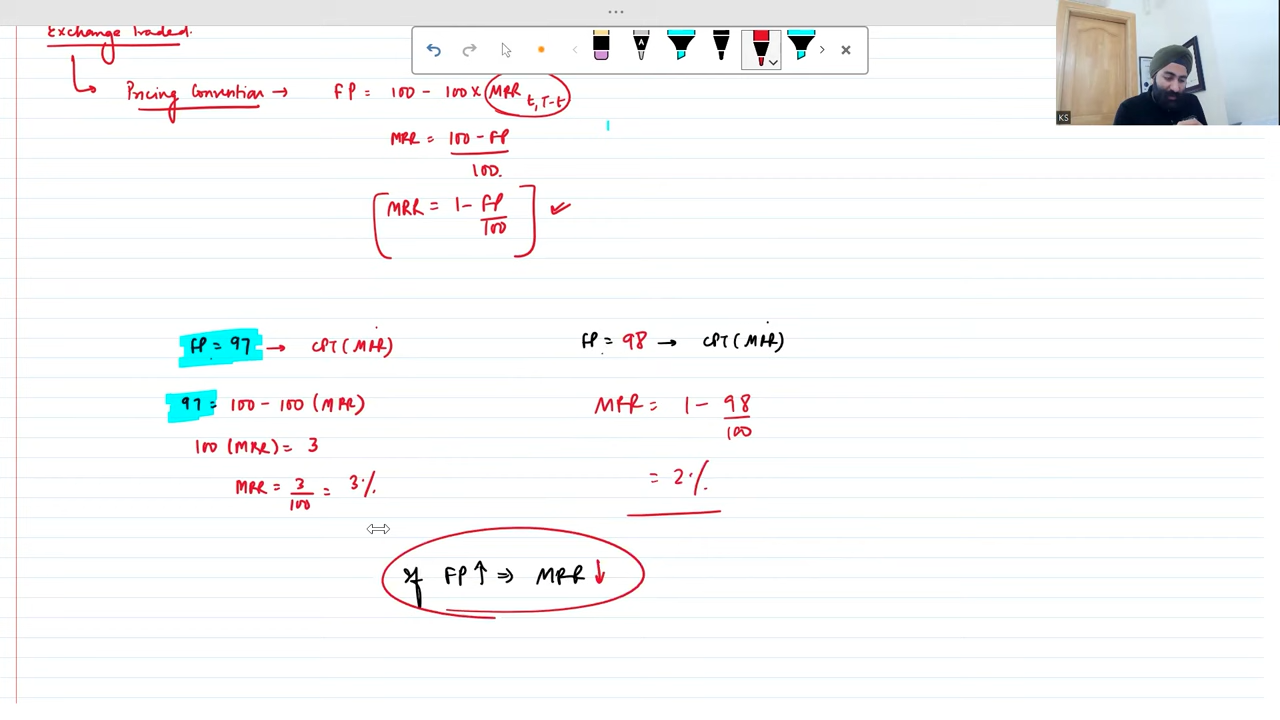 Exchange Traded.
Pricing Convention → FP = 100 - 100 x (MRR t, T-t)
MRR = 100 - FP
100.
[MRR = 1 - FP
100] ✓
FP = 97 → CPT (MRR)
97 = 100 - 100 (MRR)
100 (MRR) = 3
MRR = 3
100 = 3%
FP = 98 → CPT (MRR)
MRR = 1 - 98
100
= 2%
If FP ↑ ⇒ MRR ↓
KS